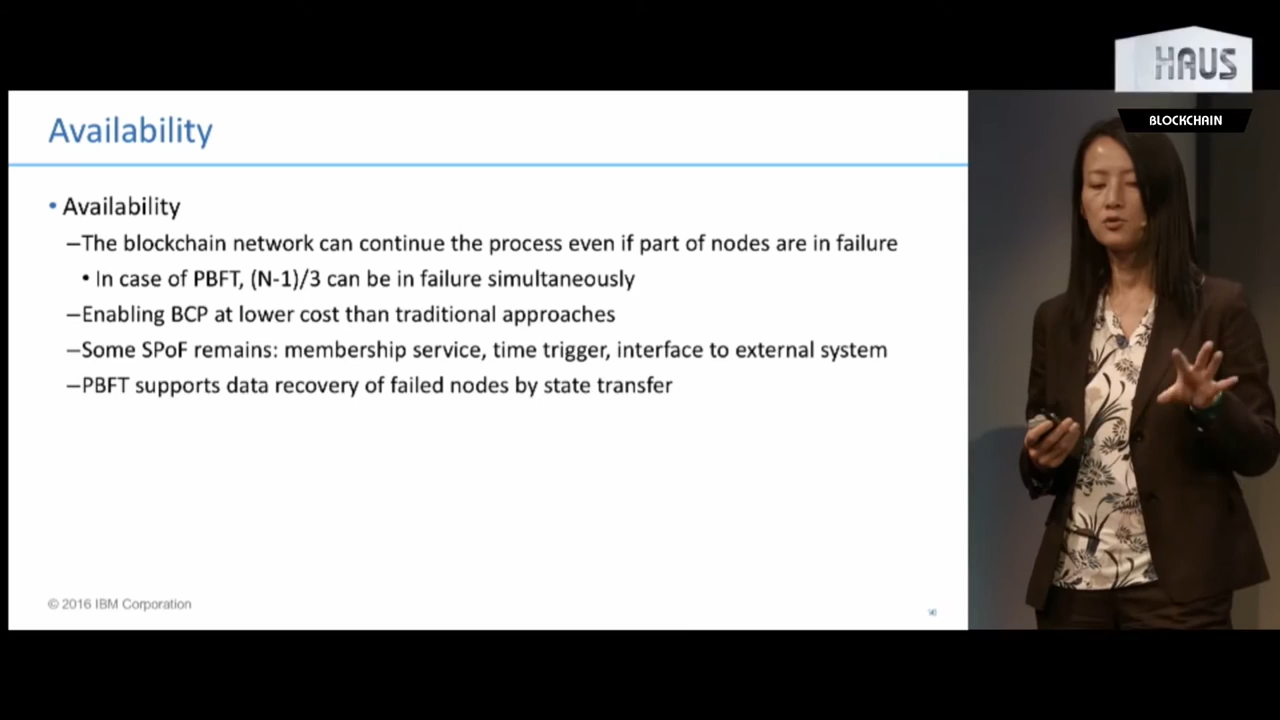 HAUS
BLOCKCHAIN
Availability
• Availability
–The blockchain network can continue the process even if part of nodes are in failure
• In case of PBFT, (N-1)/3 can be in failure simultaneously
–Enabling BCP at lower cost than traditional approaches
–Some SPoF remains: membership service, time trigger, interface to external system
–PBFT supports data recovery of failed nodes by state transfer
© 2016 IBM Corporation